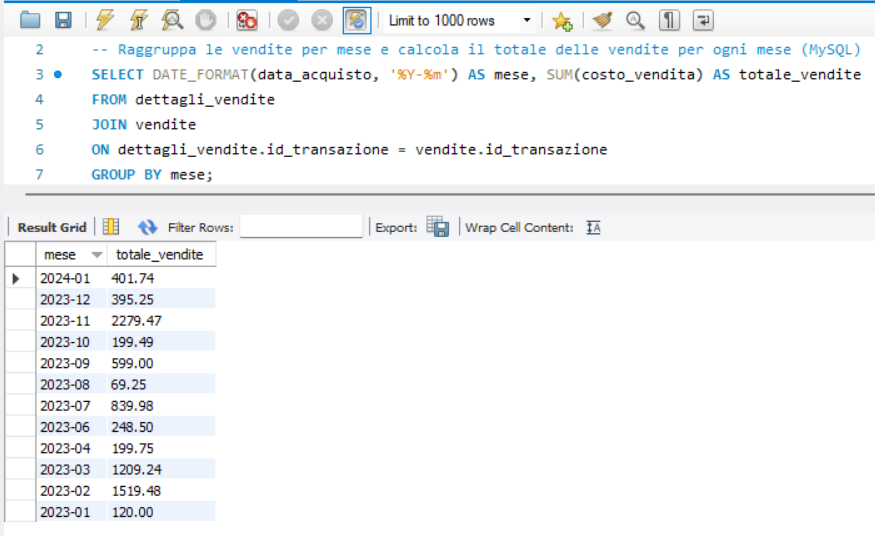 Limit to 1000 rows
2 -- Raggruppa le vendite per mese e calcola il totale delle vendite per ogni mese (MySQL)
3 SELECT DATE_FORMAT(data_acquisto, '%Y-%m') AS mese, SUM(costo_vendita) AS totale_vendite
4 FROM dettagli_vendite
5 JOIN vendite
6 ON dettagli_vendite.id_transazione = vendite.id_transazione
7 GROUP BY mese;
Result Grid Filter Rows: Export: Wrap Cell Content: IA
mese totale_vendite
2024-01 401.74
2023-12 395.25
2023-11 2279.47
2023-10 199.49
2023-09 599.00
2023-08 69.25
2023-07 839.98
2023-06 248.50
2023-04 199.75
2023-03 1209.24
2023-02 1519.48
2023-01 120.00